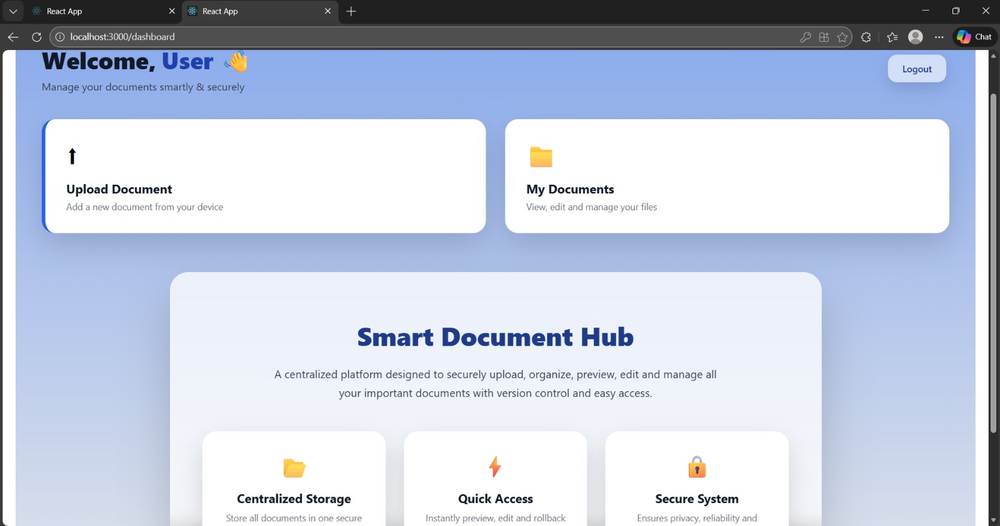 React App
React App
localhost:3000/dashboard
Chat
Welcome, User 👋
Logout
Manage your documents smartly & securely
Upload Document
Add a new document from your device
My Documents
View, edit and manage your files
Smart Document Hub
A centralized platform designed to securely upload, organize, preview, edit and manage all
your important documents with version control and easy access.
Centralized Storage
Store all documents in one secure
Quick Access
Instantly preview, edit and rollback
Secure System
Ensures privacy, reliability and